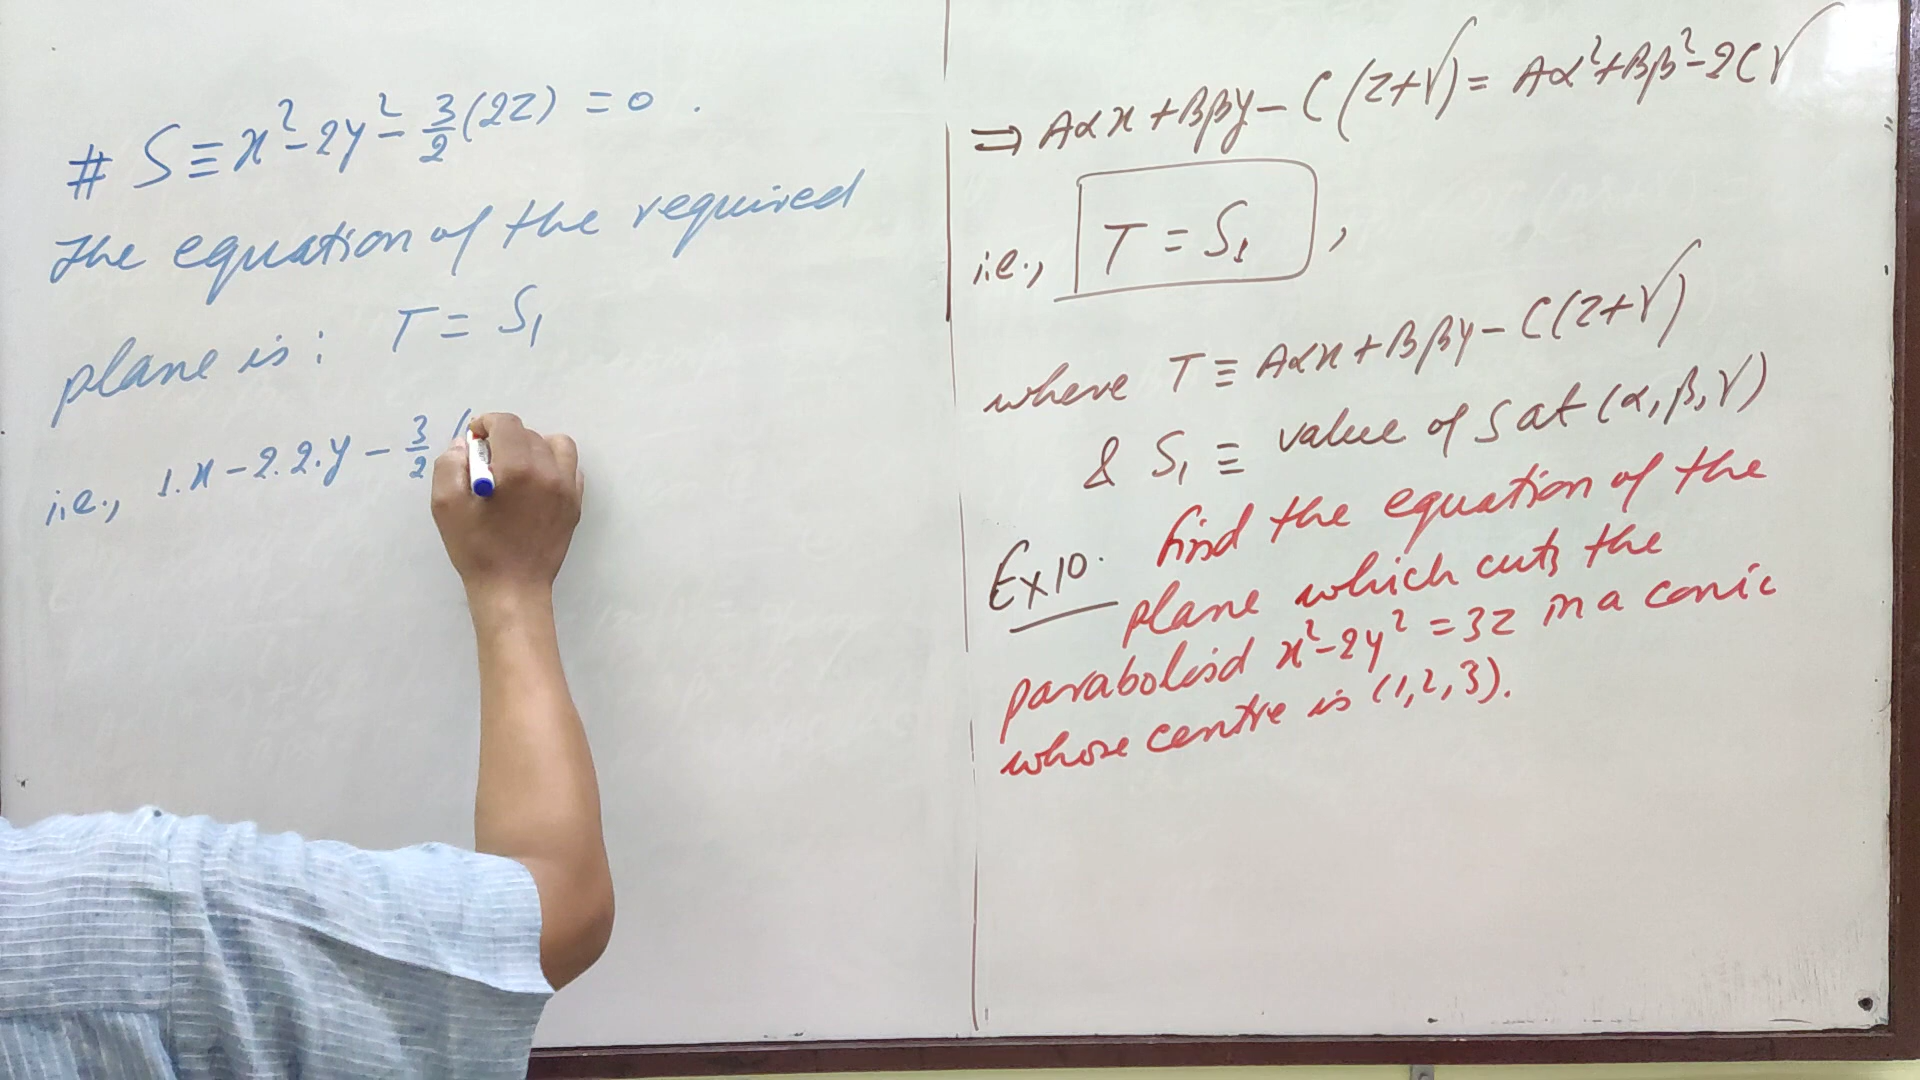 # S ≡ x² - 2y² - 3/2 (2z) = 0 .
The equation of the required
plane is : T = S₁
i.e., 1.x - 2.2.y - 3/2 (
⇒ Aαx + Bβy - C (z+γ) = Aα² + Bβ² - 2Cγ
i.e., T = S₁ ,
where T ≡ Aαx + Bβy - C(z+γ)
& S₁ ≡ value of S at (α, β, γ)
Ex10. find the equation of the
plane which cuts the
paraboloid x² - 2y² = 3z in a conic
whose centre is (1,2,3).